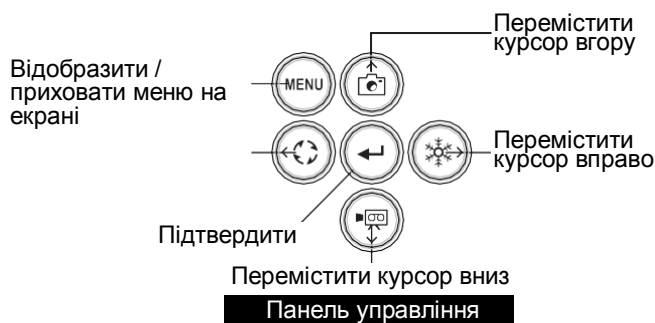 Перемістити
курсор вгору
Відобразити /
приховати меню на
екрані
MENU
Перемістити
курсор вправо
Підтвердити
Перемістити курсор вниз
Панель управління